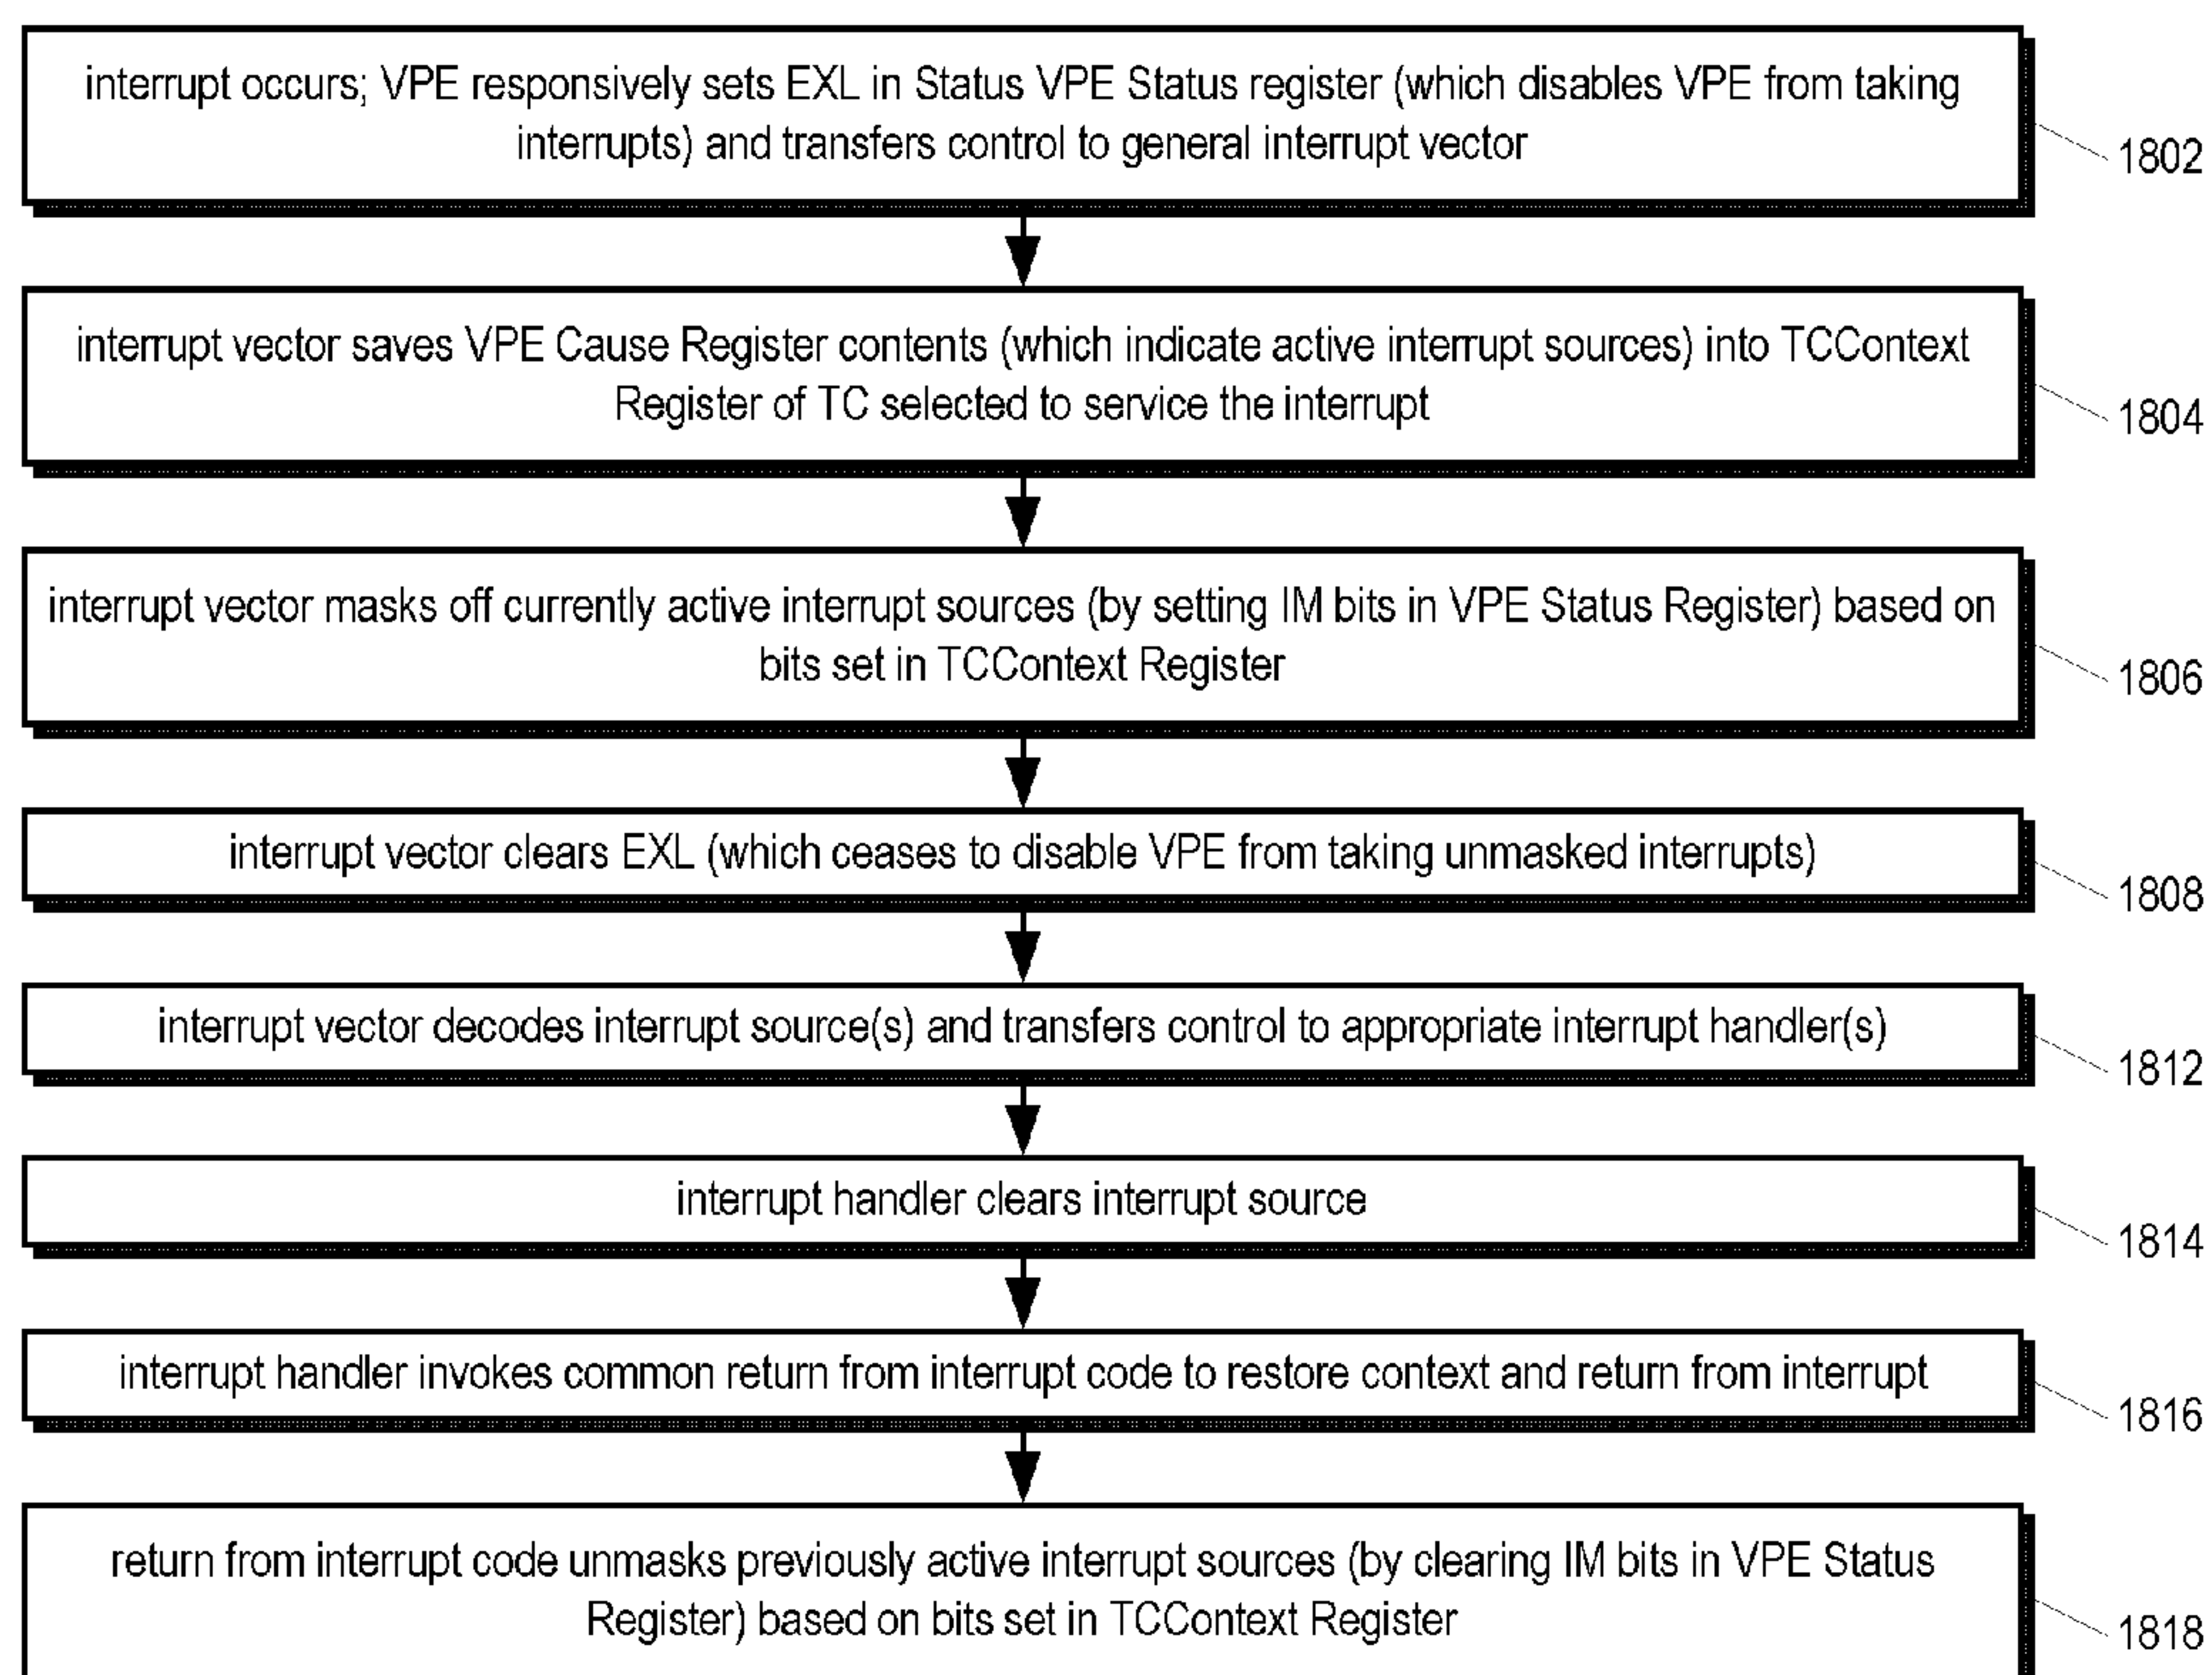 interrupt occurs; VPE responsively sets EXL in Status VPE Status register (which disables VPE from taking
interrupts) and transfers control to general interrupt vector
1802
interrupt vector saves VPE Cause Register contents (which indicate active interrupt sources) into TCContext
Register of TC selected to service the interrupt
1804
interrupt vector masks off currently active interrupt sources (by setting IM bits in VPE Status Register) based on
bits set in TCContext Register
1806
interrupt vector clears EXL (which ceases to disable VPE from taking unmasked interrupts)
1808
interrupt vector decodes interrupt source(s) and transfers control to appropriate interrupt handler(s)
1812
interrupt handler clears interrupt source
1814
interrupt handler invokes common return from interrupt code to restore context and return from interrupt
1816
return from interrupt code unmasks previously active interrupt sources (by clearing IM bits in VPE Status
Register) based on bits set in TCContext Register
1818